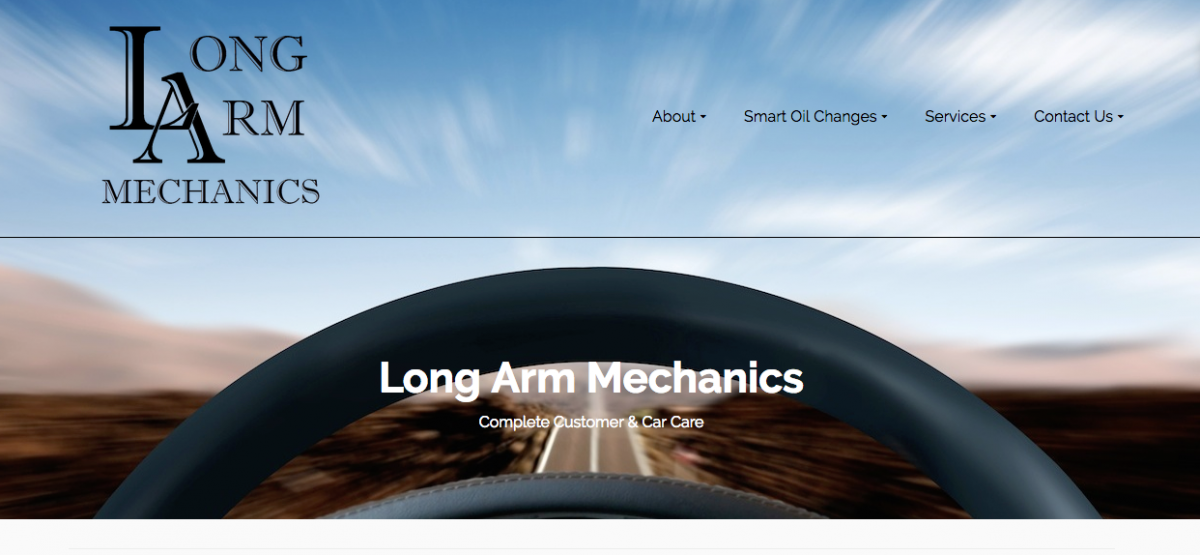 LONG
ARM
MECHANICS
About
Smart Oil Changes
Services
Contact Us
Long Arm Mechanics
Complete Customer & Car Care